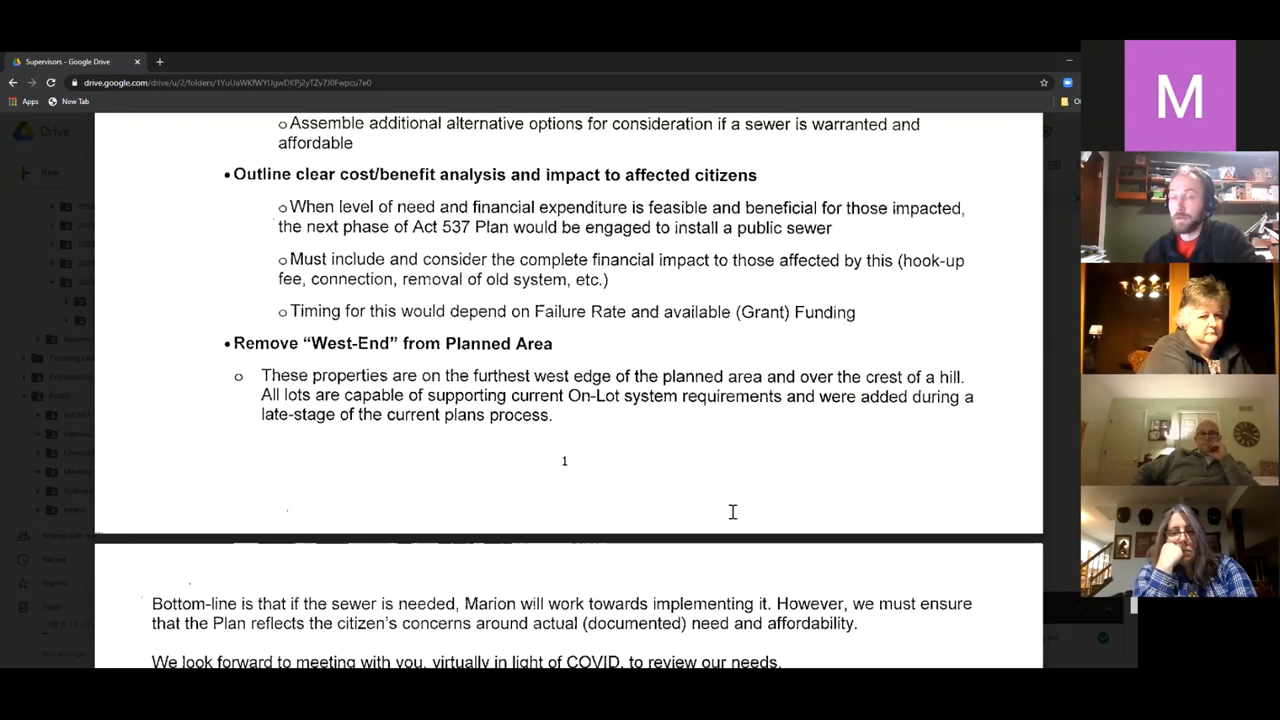 Supervisors - Google Drive
drive.google.com/drive/u/2/folders/1YuUaWKfWYUgwDKPj2yTZv7J0Fwpcu7e0
Apps
New Tab
Drive
New
M
o Assemble additional alternative options for consideration if a sewer is warranted and
affordable
• Outline clear cost/benefit analysis and impact to affected citizens
o When level of need and financial expenditure is feasible and beneficial for those impacted,
the next phase of Act 537 Plan would be engaged to install a public sewer
o Must include and consider the complete financial impact to those affected by this (hook-up
fee, connection, removal of old system, etc.)
o Timing for this would depend on Failure Rate and available (Grant) Funding
• Remove “West-End” from Planned Area
o These properties are on the furthest west edge of the planned area and over the crest of a hill.
All lots are capable of supporting current On-Lot system requirements and were added during a
late-stage of the current plans process.
1
Bottom-line is that if the sewer is needed, Marion will work towards implementing it. However, we must ensure
that the Plan reflects the citizen’s concerns around actual (documented) need and affordability.
We look forward to meeting with you, virtually in light of COVID, to review our needs.